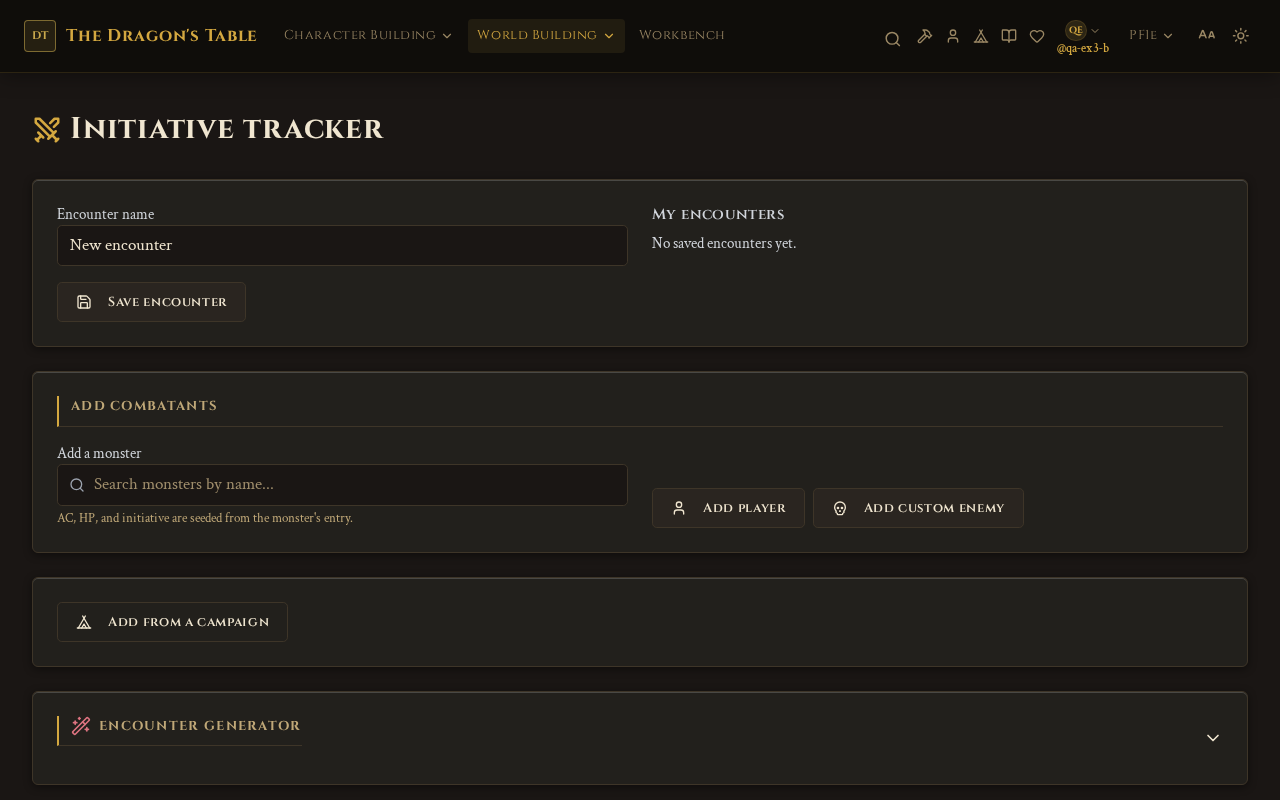 DT The Dragon's Table Character Building World Building Workbench QE @qa-ex3-b PF1e AA
Initiative tracker
Encounter name
New encounter
Save encounter
My encounters
No saved encounters yet.
Add combatants
Add a monster
Search monsters by name...
AC, HP, and initiative are seeded from the monster's entry.
Add player Add custom enemy
Add from a campaign
Encounter generator